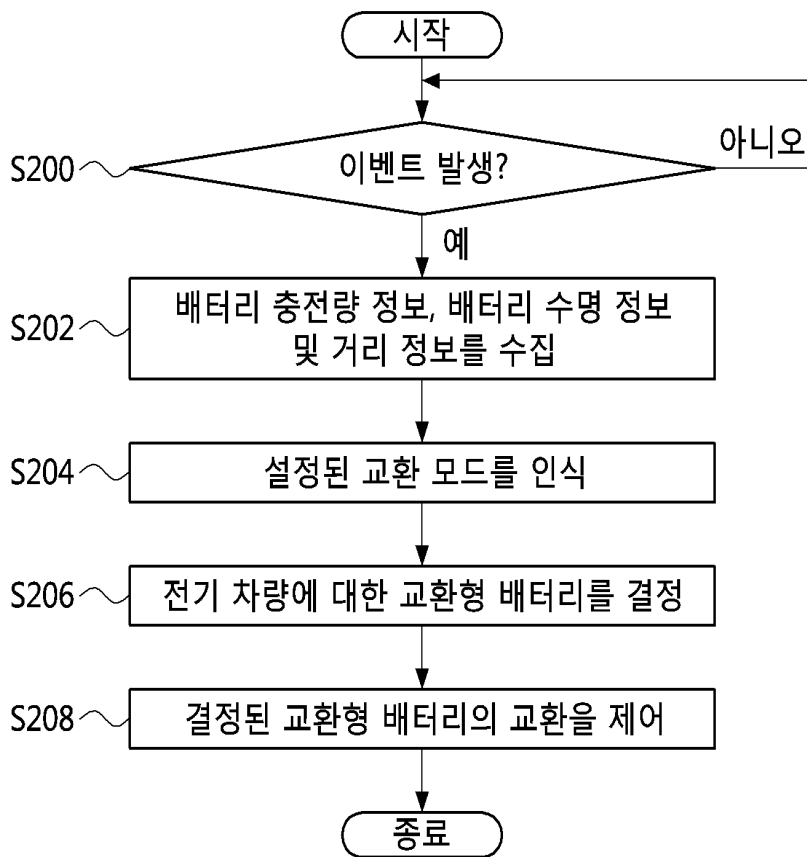 시작
S200
이벤트 발생?
아니오
예
S202
배터리 충전량 정보, 배터리 수명 정보
및 거리 정보를 수집
S204
설정된 교환 모드를 인식
S206
전기 차량에 대한 교환형 배터리를 결정
S208
결정된 교환형 배터리의 교환을 제어
종료